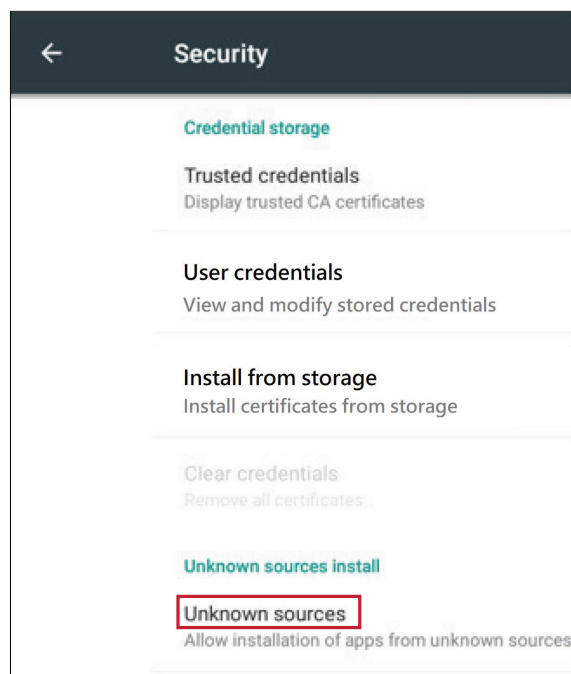 Security
Credential storage
Trusted credentials
Display trusted CA certificates
User credentials
View and modify stored credentials
Install from storage
Install certificates from storage
Clear credentials
Remove all certificates
Unknown sources install
Unknown sources
Allow installation of apps from unknown sources